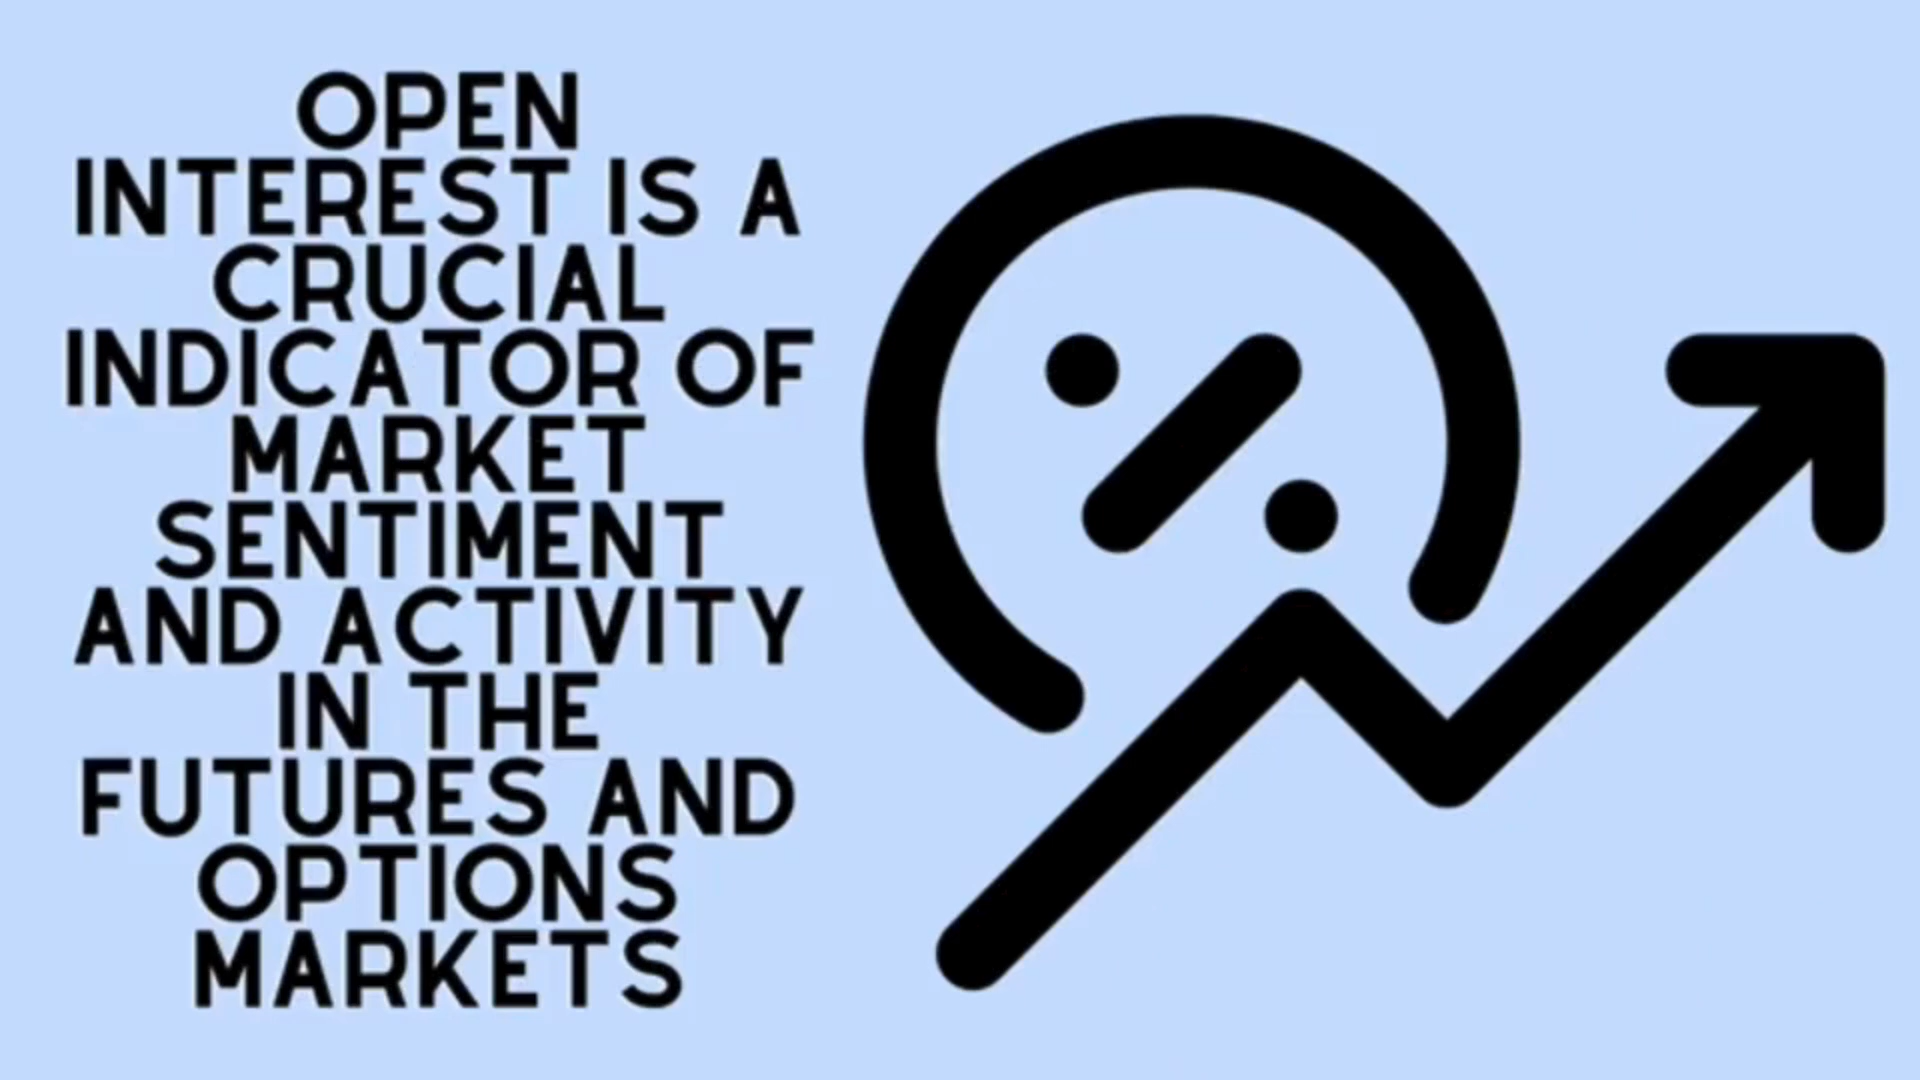 OPEN
INTEREST IS A
CRUCIAL
INDICATOR OF
MARKET
SENTIMENT
AND ACTIVITY
IN THE
FUTURES AND
OPTIONS
MARKETS